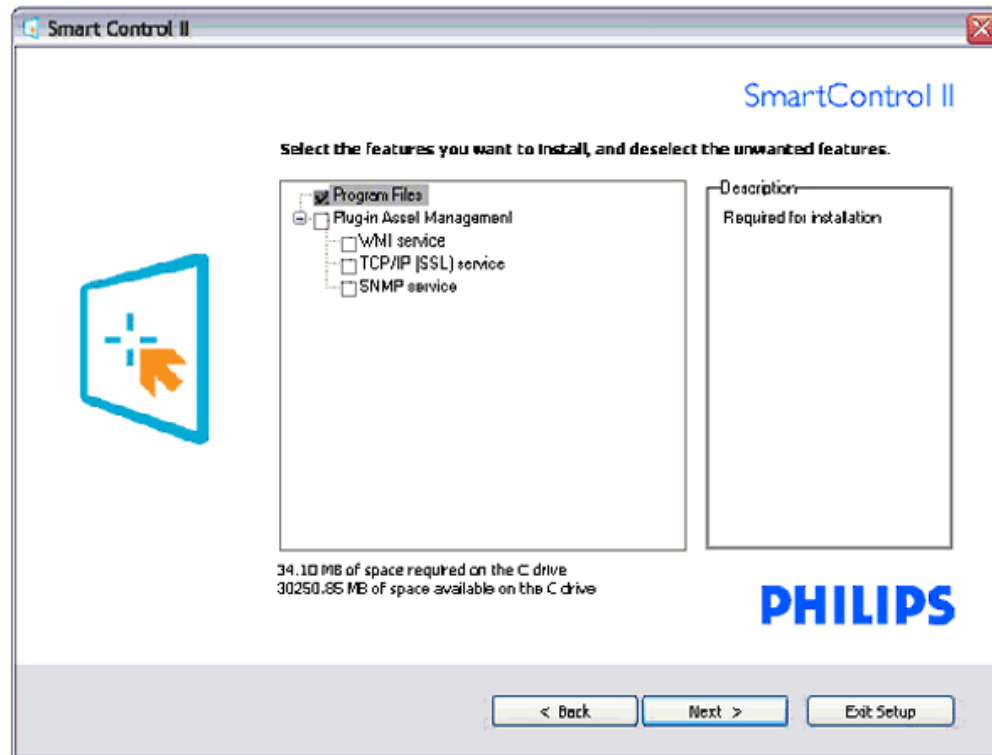 Smart Control II
SmartControl II
Select the features you want to install, and deselect the unwanted features.
Program Files
Plug-in Asset Management
WMI service
TCP/IP (SSL) service
SNMP service
Description
Required for installation
34.10 MB of space required on the C drive
30250.85 MB of space available on the C drive
PHILIPS
< Back
Next >
Exit Setup